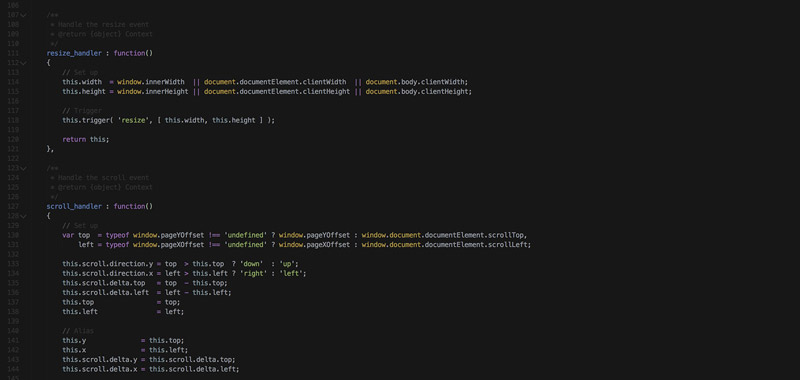 106
107 /**
108 * Handle the resize event
109 * @return {object} Context
110 */
111 resize_handler : function()
112 {
113 // Set up
114 this.width = window.innerWidth || document.documentElement.clientWidth || document.body.clientWidth;
115 this.height = window.innerHeight || document.documentElement.clientHeight || document.body.clientHeight;
116
117 // Trigger
118 this.trigger( 'resize', [ this.width, this.height ] );
119
120 return this;
121 },
122
123 /**
124 * Handle the scroll event
125 * @return {object} Context
126 */
127 scroll_handler : function()
128 {
129 // Set up
130 var top = typeof window.pageYOffset !== 'undefined' ? window.pageYOffset : window.document.documentElement.scrollTop,
131 left = typeof window.pageXOffset !== 'undefined' ? window.pageXOffset : window.document.documentElement.scrollLeft;
132
133 this.scroll.direction.y = top > this.top ? 'down' : 'up';
134 this.scroll.direction.x = left > this.left ? 'right' : 'left';
135 this.scroll.delta.top = top - this.top;
136 this.scroll.delta.left = left - this.left;
137 this.top = top;
138 this.left = left;
139
140 // Alias
141 this.y = this.top;
142 this.x = this.left;
143 this.scroll.delta.y = this.scroll.delta.top;
144 this.scroll.delta.x = this.scroll.delta.left;
145